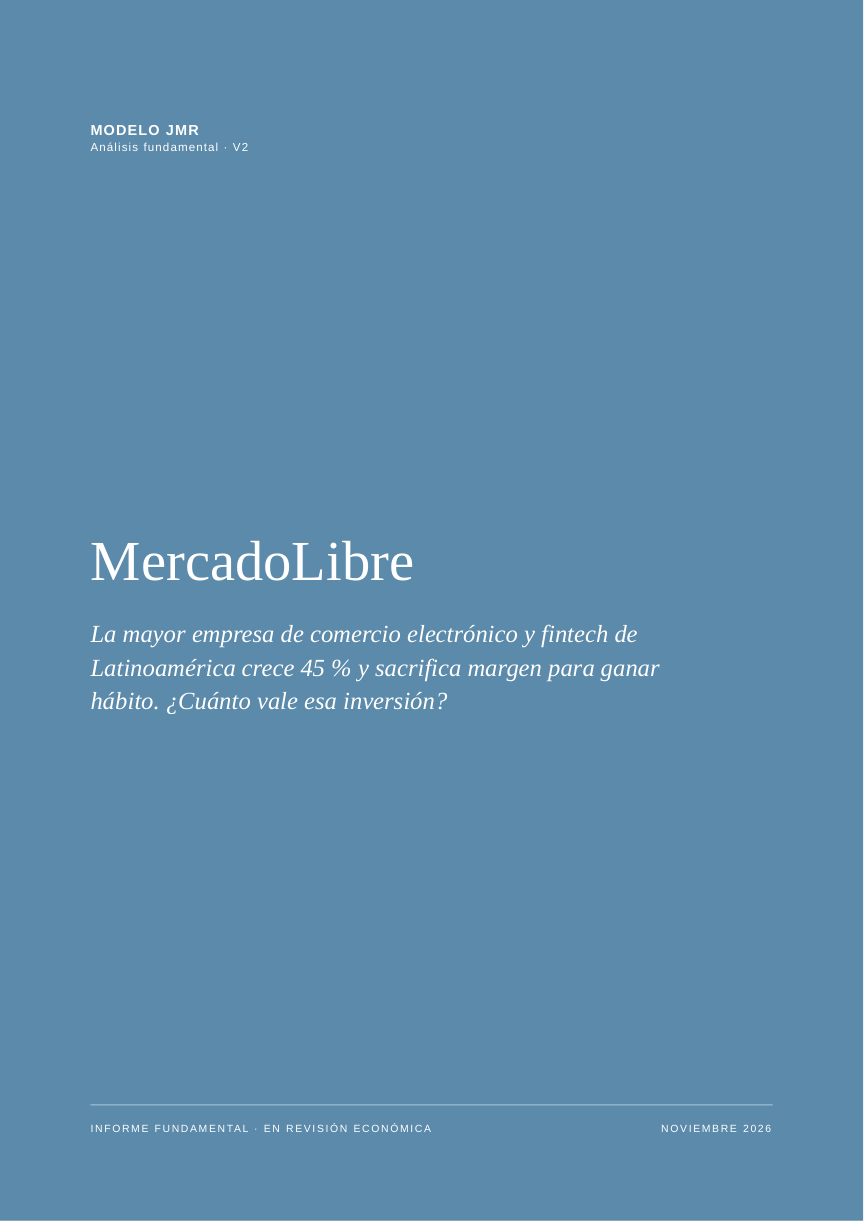 MODELO JMR
Análisis fundamental · V2
MercadoLibre
La mayor empresa de comercio electrónico y fintech de
Latinoamérica crece 45 % y sacrifica margen para ganar
hábito. ¿Cuánto vale esa inversión?
INFORME FUNDAMENTAL · EN REVISIÓN ECONÓMICA
NOVIEMBRE 2026